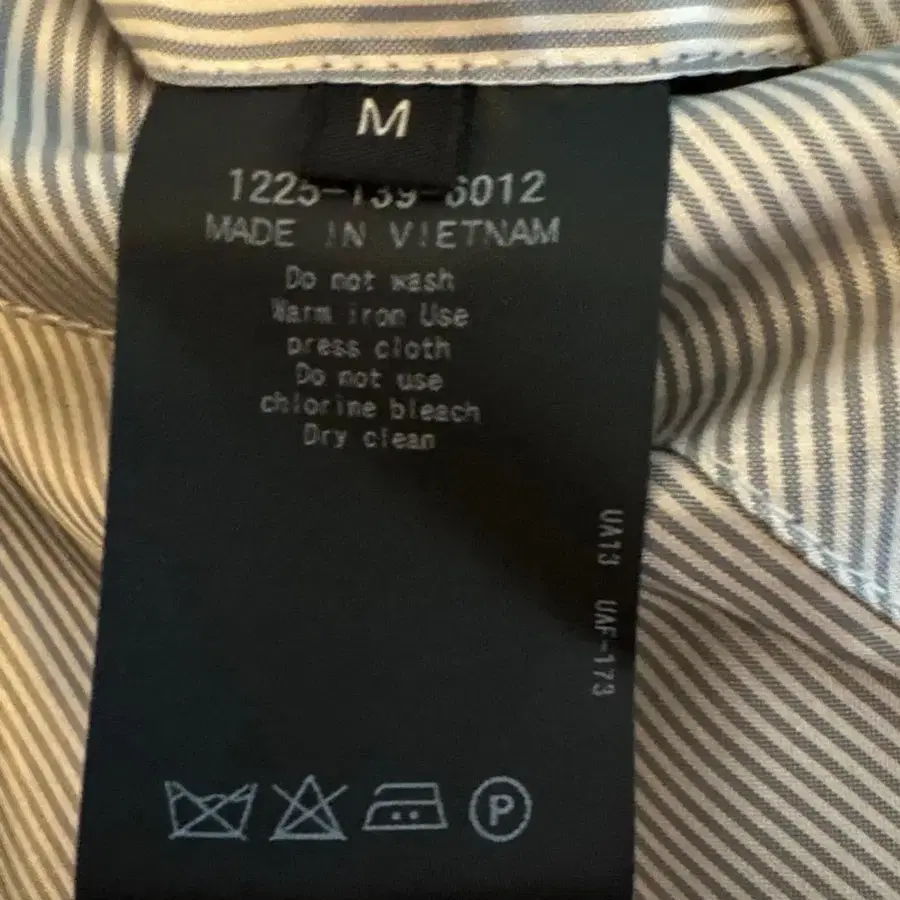 M
1225-139-6012
MADE IN VIETNAM
Do not wash
Warm iron Use
press cloth
Do not use
chlorine bleach
Dry clean
UA13 UAF-173
P